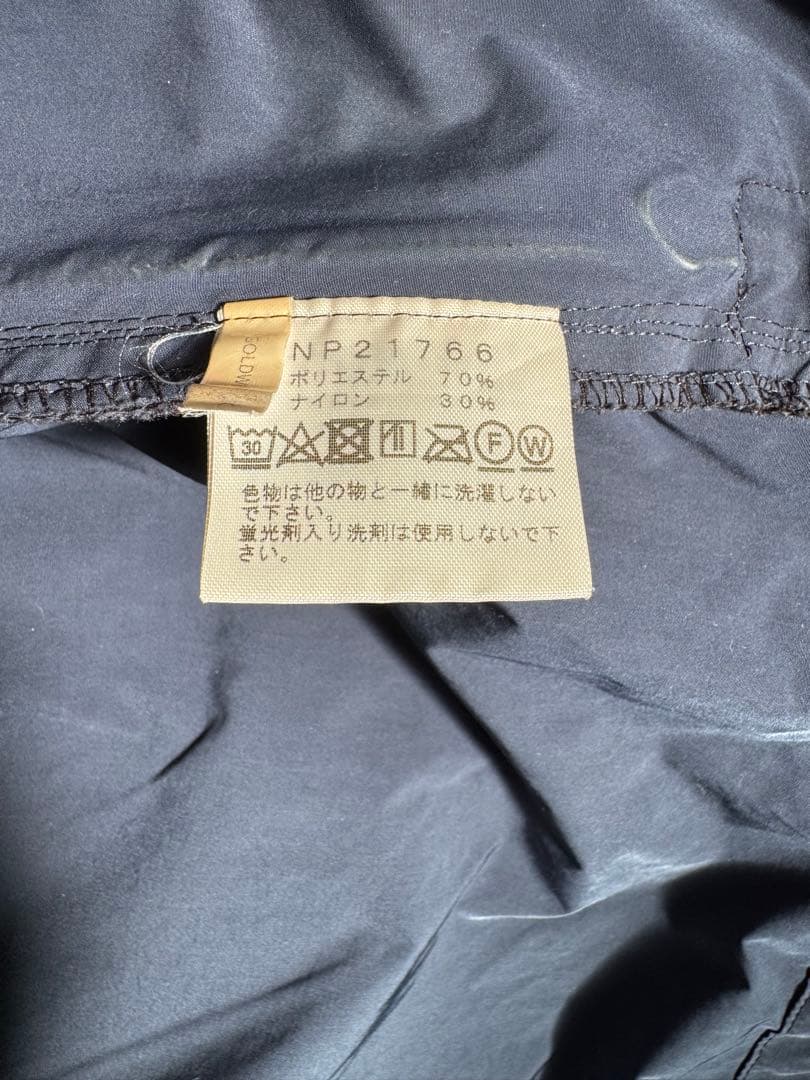 NP21766
GOLDW
ポリエステル 70%
ナイロン 30%
30 F W
色物は他の物と一緒に洗濯しない
で下さい。
蛍光剤入り洗剤は使用しないで下
さい。